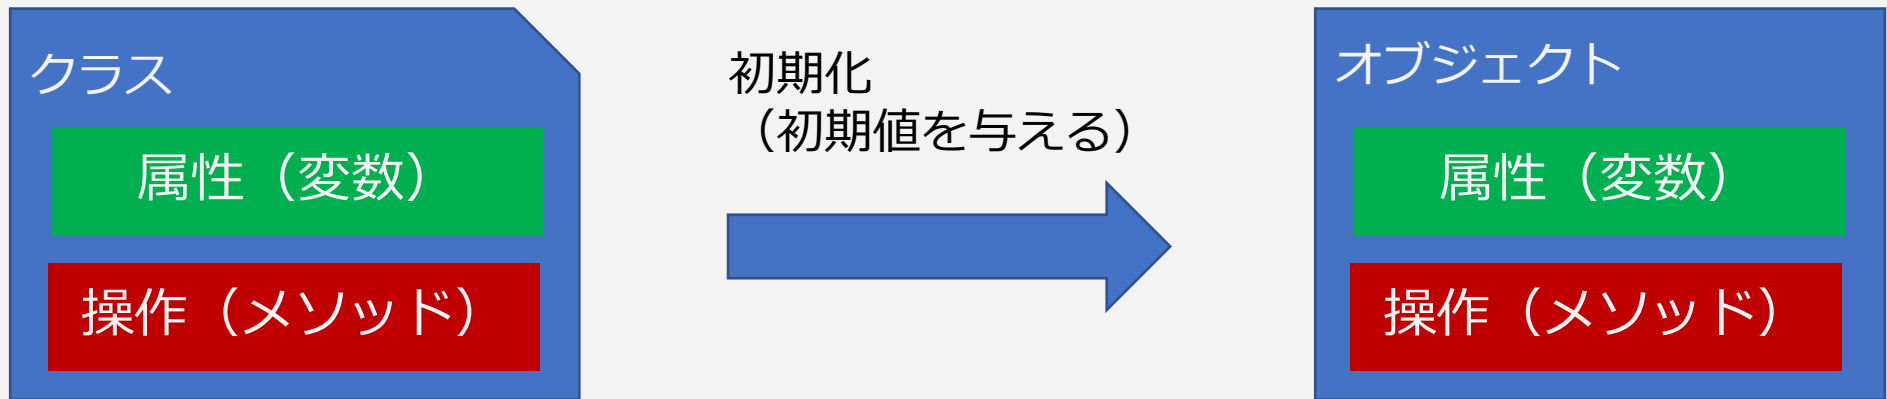 クラス
属性（変数）
操作（メソッド）
初期化
（初期値を与える）
オブジェクト
属性（変数）
操作（メソッド）